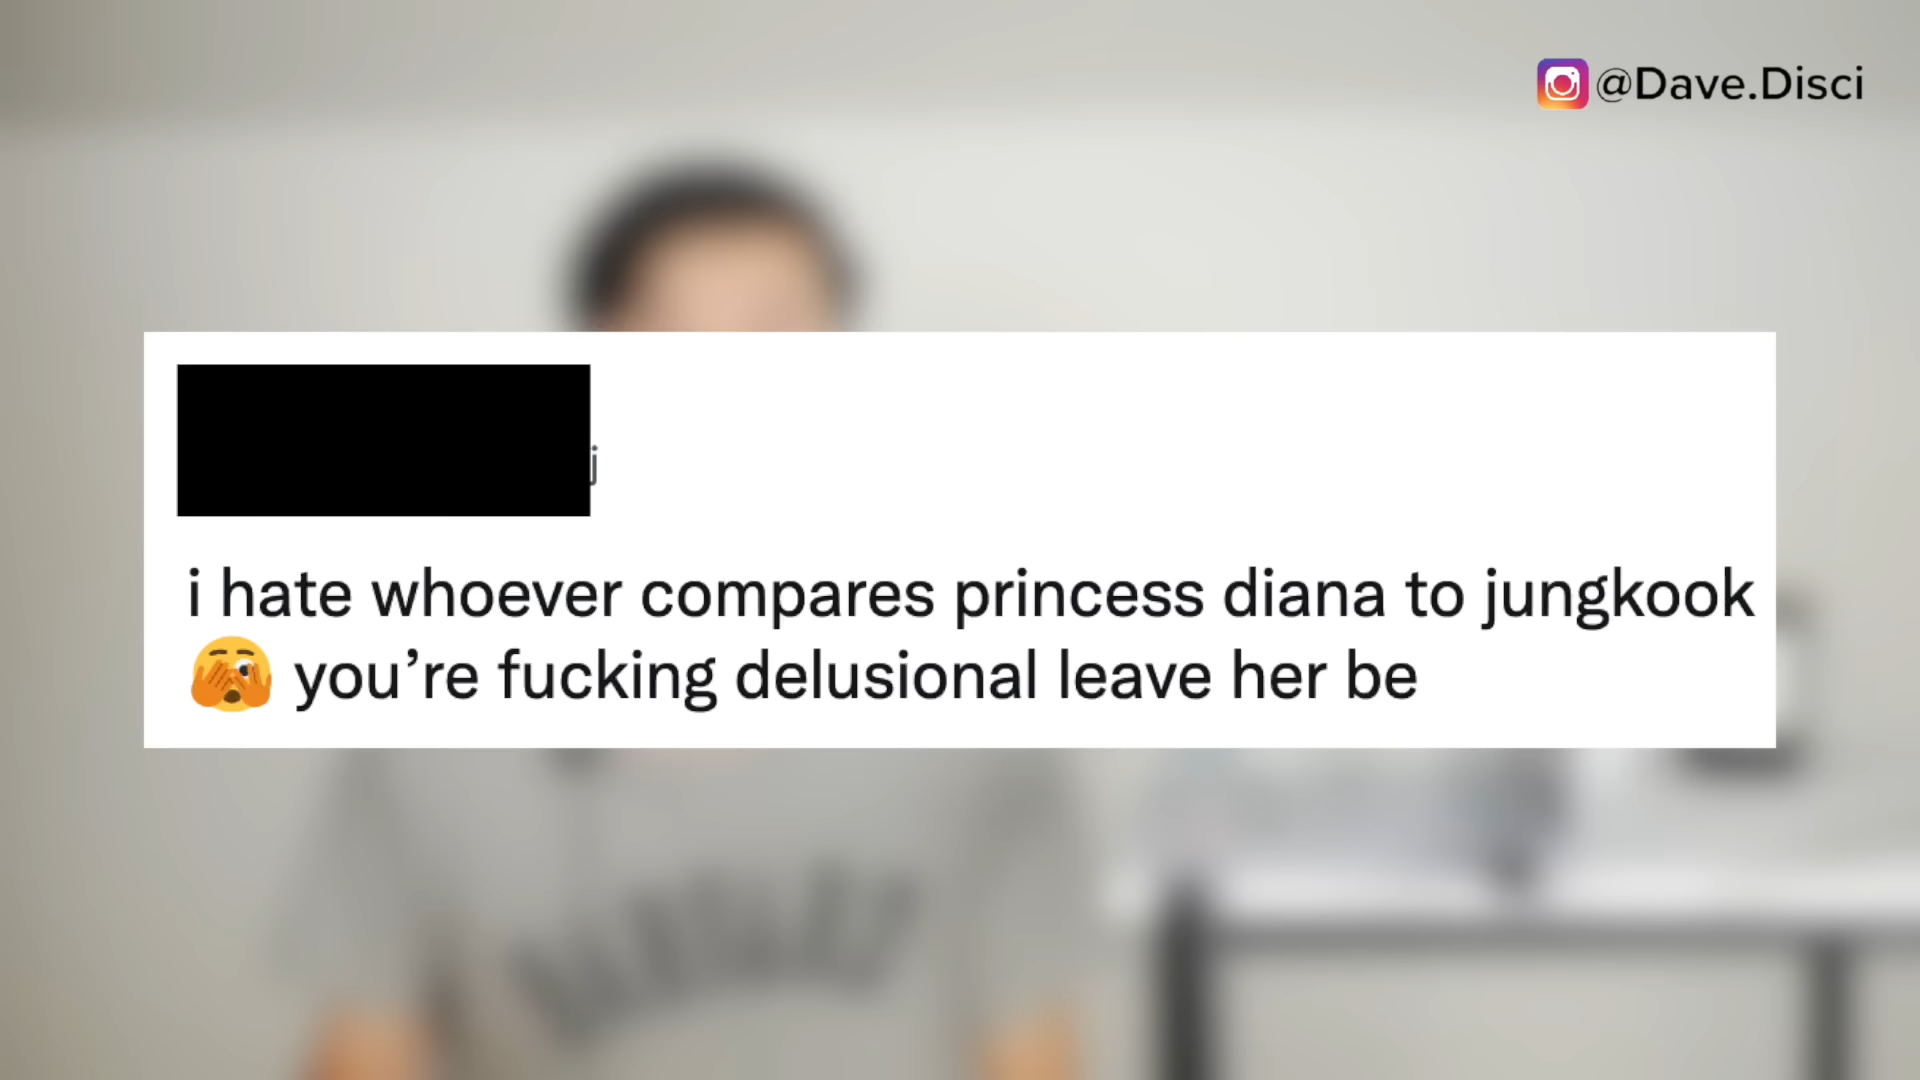 @Dave.Disci
j
i hate whoever compares princess diana to jungkook
🫣 you’re fucking delusional leave her be